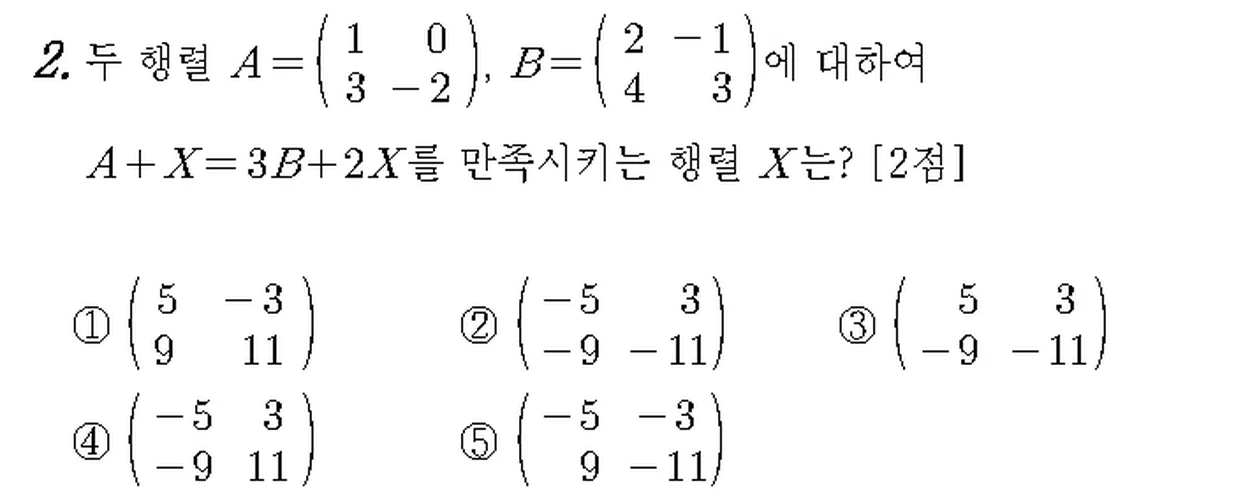 2. 두 행렬 A=(1 0 3 -2), B=(2 -1 4 3)에 대하여
A+X=3B+2X를 만족시키는 행렬 X는? [2점]
① (5 -3 9 11) ② (-5 3 -9 -11) ③ (5 3 -9 -11)
④ (-5 3 -9 11) ⑤ (-5 -3 9 -11)